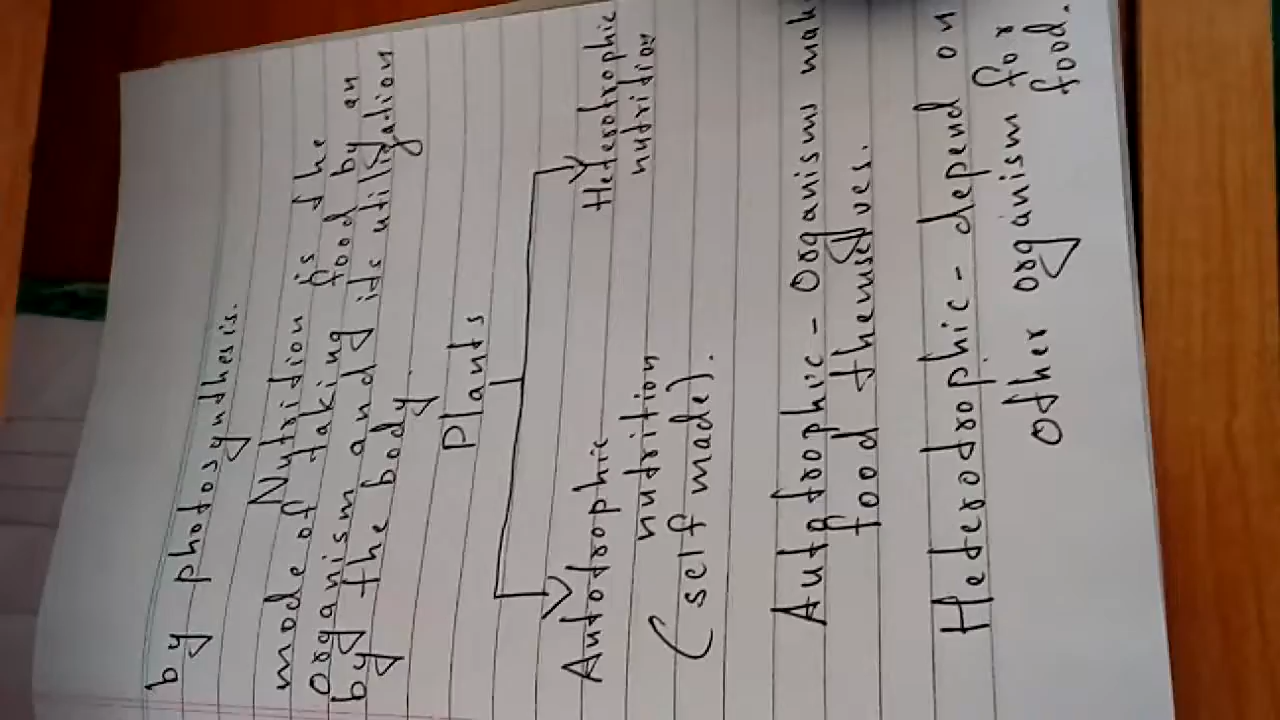 by photosynthesis.
Nutrition is the
mode of taking food by an
organism and its utilization
by the body.
Plants
Autotrophic Heterotrophic
nutrition nutrition
(self made).
Autotrophic - Organisms mak
food themselves.
Heterotrophic - depend on
other organism for
food.